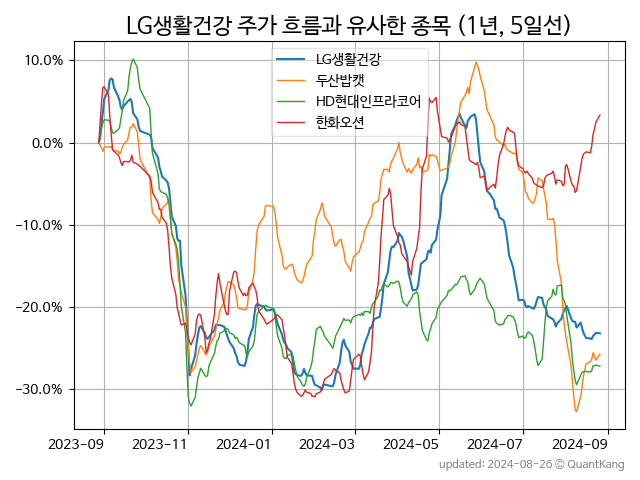 LG생활건강 주가 흐름과 유사한 종목 (1년, 5일선)
LG생활건강
두산밥캣
HD현대인프라코어
한화오션
10.0%
0.0%
-10.0%
-20.0%
-30.0%
2023-09 2023-11 2024-01 2024-03 2024-05 2024-07 2024-09
updated: 2024-08-26 © QuantKang